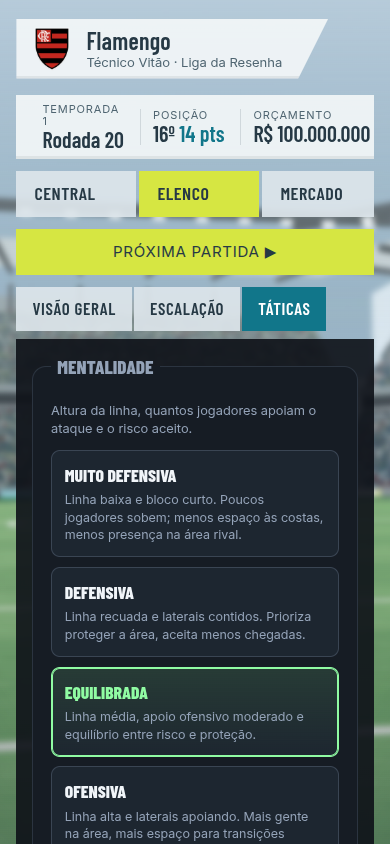 Flamengo
Técnico Vitão · Liga da Resenha
TEMPORADA
1
Rodada 20
POSIÇÃO
16º 14 pts
ORÇAMENTO
R$ 100.000.000
CENTRAL
ELENCO
MERCADO
PRÓXIMA PARTIDA ▶
VISÃO GERAL
ESCALAÇÃO
TÁTICAS
MENTALIDADE
Altura da linha, quantos jogadores apoiam o
ataque e o risco aceito.
MUITO DEFENSIVA
Linha baixa e bloco curto. Poucos
jogadores sobem; menos espaço às costas,
menos presença na área rival.
DEFENSIVA
Linha recuada e laterais contidos. Prioriza
proteger a área, aceita menos chegadas.
EQUILIBRADA
Linha média, apoio ofensivo moderado e
equilíbrio entre risco e proteção.
OFENSIVA
Linha alta e laterais apoiando. Mais gente
na área, mais espaço para transições